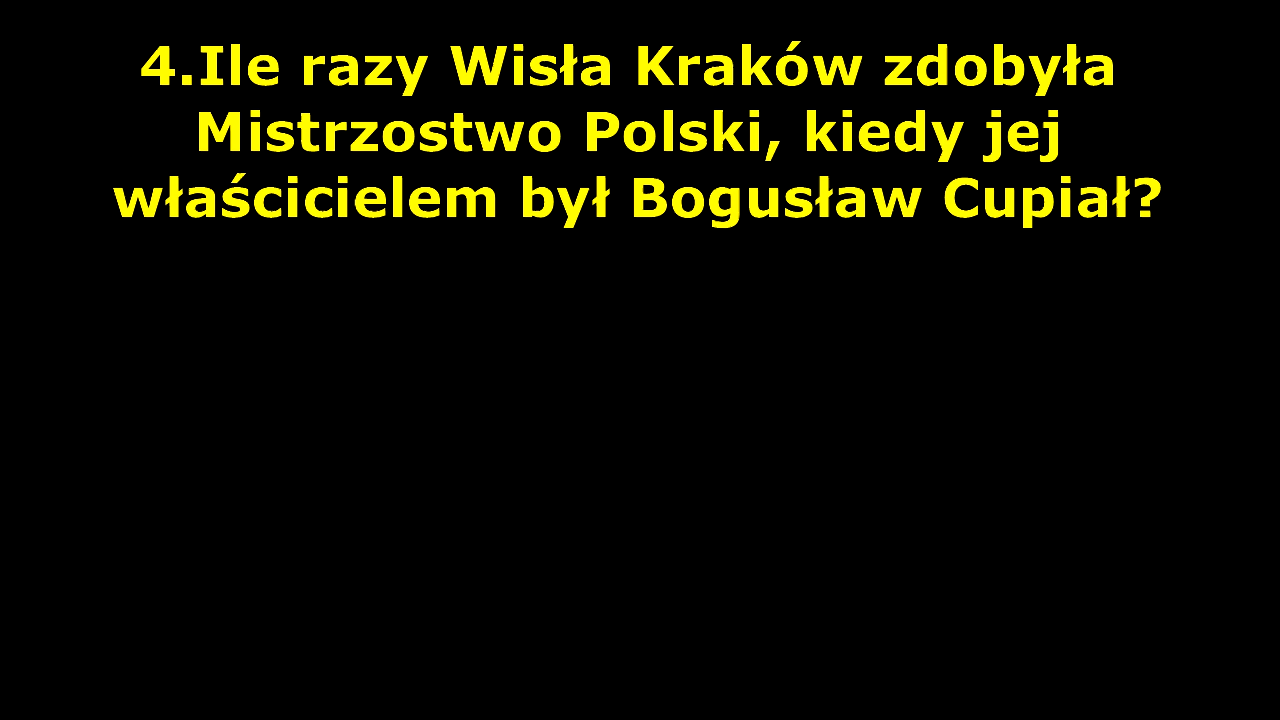 4.Ile razy Wisła Kraków zdobyła
Mistrzostwo Polski, kiedy jej
właścicielem był Bogusław Cupiał?